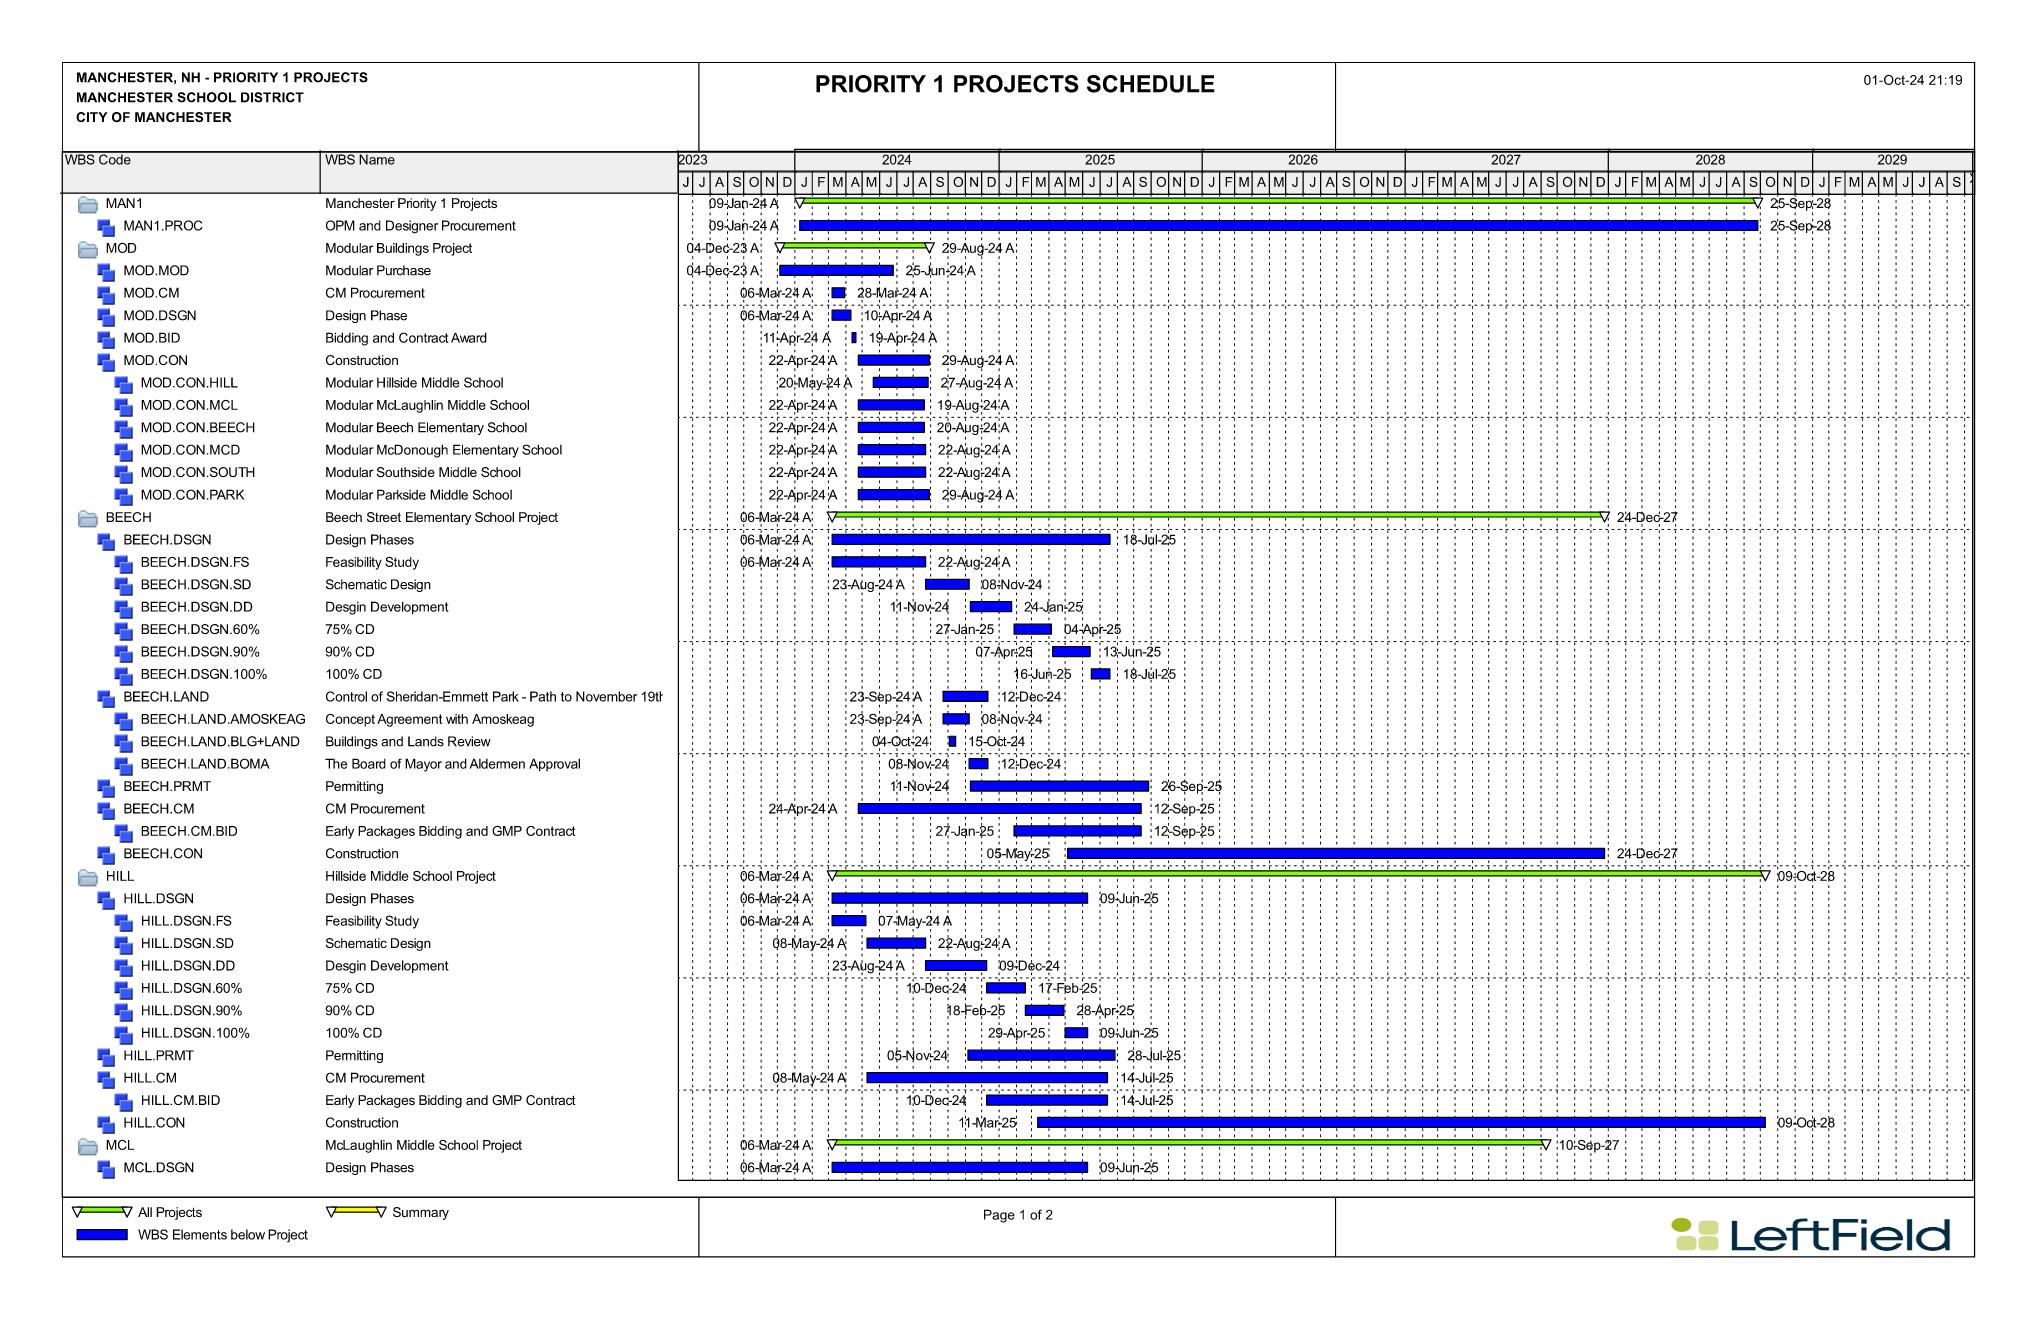 MANCHESTER, NH - PRIORITY 1 PROJECTS
MANCHESTER SCHOOL DISTRICT
CITY OF MANCHESTER
PRIORITY 1 PROJECTS SCHEDULE
01-Oct-24 21:19
WBS Code WBS Name 2023 2024 2025 2026 2027 2028 2029
J J A S O N D J F M A M J J A S O N D J F M A M J J A S O N D J F M A M J J A S O N D J F M A M J J A S O N D J F M A M J J A S O N D J F M A M J J A S
MAN1 Manchester Priority 1 Projects 09-Jan-24 A 25-Sep-28
MAN1.PROC OPM and Designer Procurement 09-Jan-24 A 25-Sep-28
MOD Modular Buildings Project 04-Dec-23 A 29-Aug-24 A
MOD.MOD Modular Purchase 04-Dec-23 A 25-Jun-24 A
MOD.CM CM Procurement 06-Mar-24 A 28-Mar-24 A
MOD.DSGN Design Phase 06-Mar-24 A 10-Apr-24 A
MOD.BID Bidding and Contract Award 11-Apr-24 A 19-Apr-24 A
MOD.CON Construction 22-Apr-24 A 29-Aug-24 A
MOD.CON.HILL Modular Hillside Middle School 20-May-24 A 27-Aug-24 A
MOD.CON.MCL Modular McLaughlin Middle School 22-Apr-24 A 19-Aug-24 A
MOD.CON.BEECH Modular Beech Elementary School 22-Apr-24 A 20-Aug-24 A
MOD.CON.MCD Modular McDonough Elementary School 22-Apr-24 A 22-Aug-24 A
MOD.CON.SOUTH Modular Southside Middle School 22-Apr-24 A 22-Aug-24 A
MOD.CON.PARK Modular Parkside Middle School 22-Apr-24 A 29-Aug-24 A
BEECH Beech Street Elementary School Project 06-Mar-24 A 24-Dec-27
BEECH.DSGN Design Phases 06-Mar-24 A 18-Jul-25
BEECH.DSGN.FS Feasibility Study 06-Mar-24 A 22-Aug-24 A
BEECH.DSGN.SD Schematic Design 23-Aug-24 A 08-Nov-24
BEECH.DSGN.DD Desgin Development 11-Nov-24 24-Jan-25
BEECH.DSGN.60% 75% CD 27-Jan-25 04-Apr-25
BEECH.DSGN.90% 90% CD 07-Apr-25 13-Jun-25
BEECH.DSGN.100% 100% CD 16-Jun-25 18-Jul-25
BEECH.LAND Control of Sheridan-Emmett Park - Path to November 19th 23-Sep-24 A 12-Dec-24
BEECH.LAND.AMOSKEAG Concept Agreement with Amoskeag 23-Sep-24 A 08-Nov-24
BEECH.LAND.BLG+LAND Buildings and Lands Review 04-Oct-24 15-Oct-24
BEECH.LAND.BOMA The Board of Mayor and Aldermen Approval 08-Nov-24 12-Dec-24
BEECH.PRMT Permitting 11-Nov-24 26-Sep-25
BEECH.CM CM Procurement 24-Apr-24 A 12-Sep-25
BEECH.CM.BID Early Packages Bidding and GMP Contract 27-Jan-25 12-Sep-25
BEECH.CON Construction 05-May-25 24-Dec-27
HILL Hillside Middle School Project 06-Mar-24 A 09-Oct-28
HILL.DSGN Design Phases 06-Mar-24 A 09-Jun-25
HILL.DSGN.FS Feasibility Study 06-Mar-24 A 07-May-24 A
HILL.DSGN.SD Schematic Design 08-May-24 A 22-Aug-24 A
HILL.DSGN.DD Desgin Development 23-Aug-24 A 09-Dec-24
HILL.DSGN.60% 75% CD 10-Dec-24 17-Feb-25
HILL.DSGN.90% 90% CD 18-Feb-25 28-Apr-25
HILL.DSGN.100% 100% CD 29-Apr-25 09-Jun-25
HILL.PRMT Permitting 05-Nov-24 28-Jul-25
HILL.CM CM Procurement 08-May-24 A 14-Jul-25
HILL.CM.BID Early Packages Bidding and GMP Contract 10-Dec-24 14-Jul-25
HILL.CON Construction 11-Mar-25 09-Oct-28
MCL McLaughlin Middle School Project 06-Mar-24 A 10-Sep-27
MCL.DSGN Design Phases 06-Mar-24 A 09-Jun-25
All Projects Summary
WBS Elements below Project
Page 1 of 2
LeftField